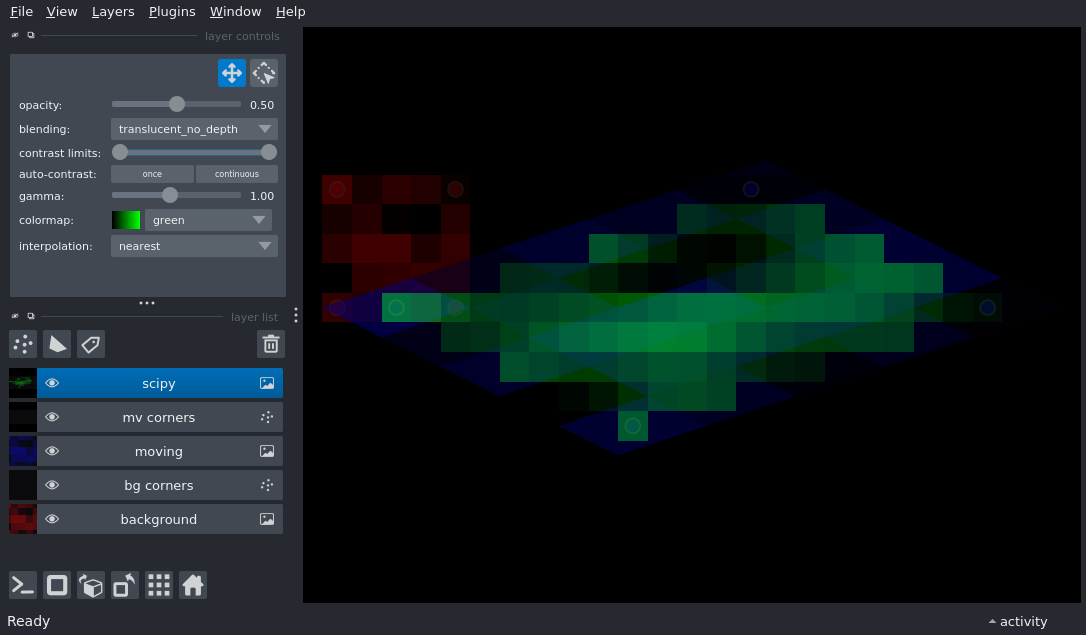 File View Layers Plugins Window Help
layer controls
opacity: 0.50
blending: translucent_no_depth
contrast limits:
auto-contrast: once continuous
gamma: 1.00
colormap: green
interpolation: nearest
layer list
scipy
mv corners
moving
bg corners
background
Ready activity